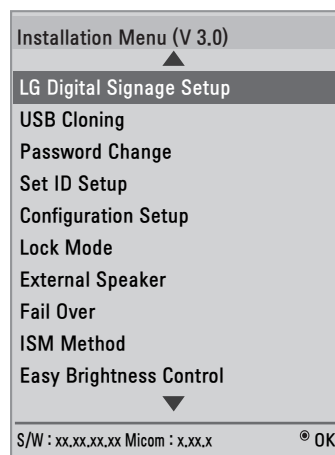 Installation Menu (V 3.0)
LG Digital Signage Setup
USB Cloning
Password Change
Set ID Setup
Configuration Setup
Lock Mode
External Speaker
Fail Over
ISM Method
Easy Brightness Control
S/W : xx.xx.xx.xx Micom : x.xx.x ◉ OK